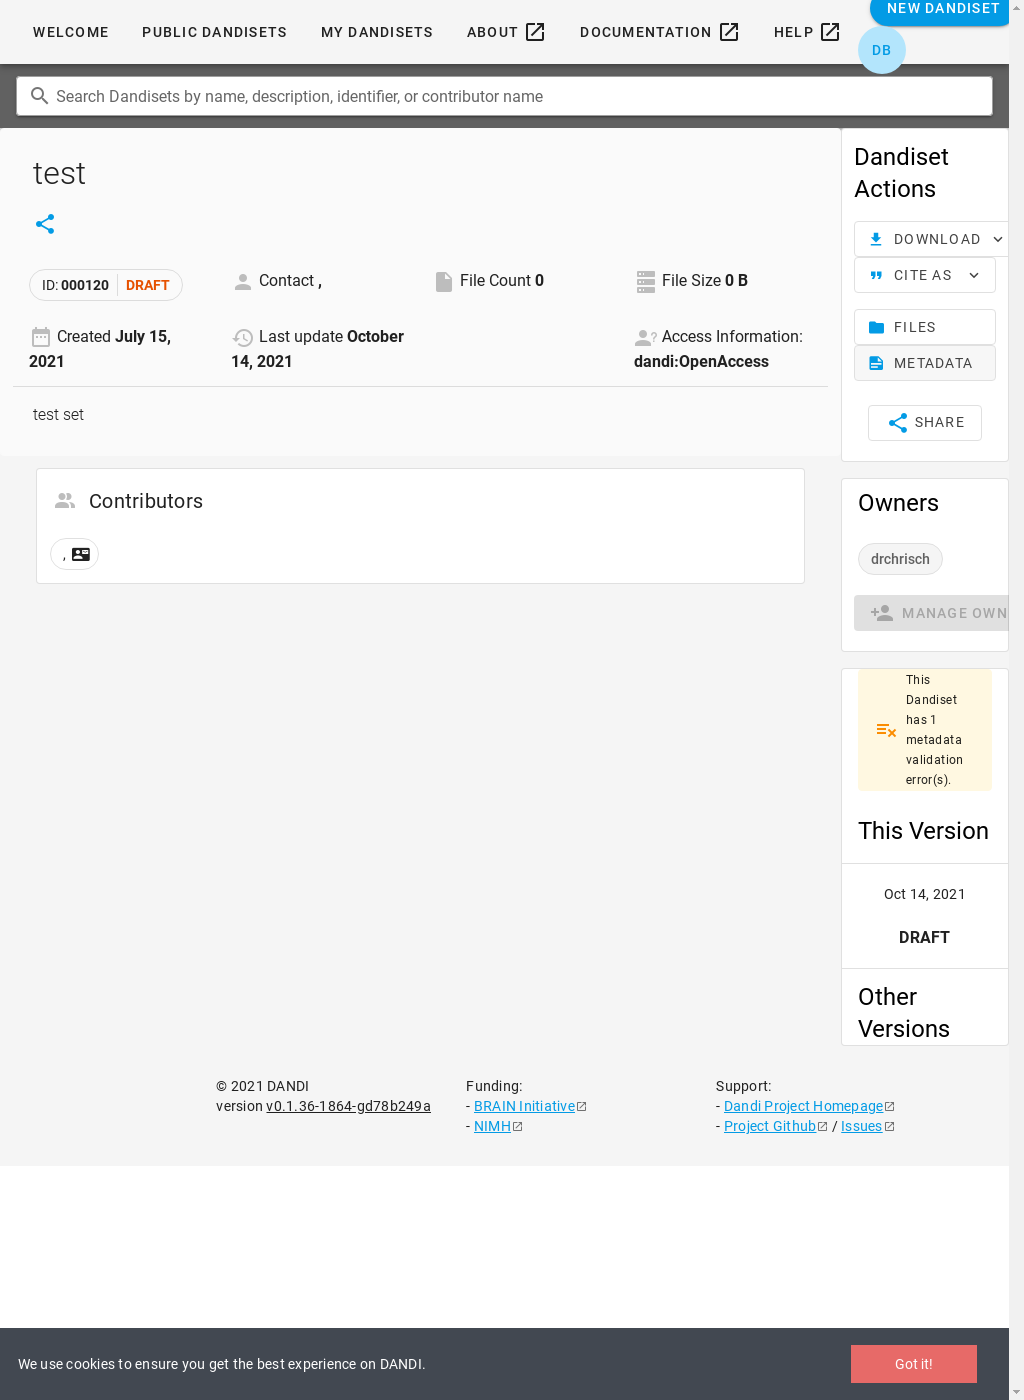 WELCOME
PUBLIC DANDISETS
MY DANDISETS
ABOUT
DOCUMENTATION
HELP
NEW DANDISET
DB
Search Dandisets by name, description, identifier, or contributor name
test
ID: 000120 DRAFT
Contact ,
File Count 0
File Size 0 B
Created July 15,
2021
Last update October
14, 2021
Access Information:
dandi:OpenAccess
test set
Contributors
,
Dandiset
Actions
DOWNLOAD
CITE AS
FILES
METADATA
SHARE
Owners
drchrisch
MANAGE OWN
This
Dandiset
has 1
metadata
validation
error(s).
This Version
Oct 14, 2021
DRAFT
Other
Versions
© 2021 DANDI
version v0.1.36-1864-gd78b249a
Funding:
- BRAIN Initiative
- NIMH
Support:
- Dandi Project Homepage
- Project Github / Issues
We use cookies to ensure you get the best experience on DANDI.
Got it!